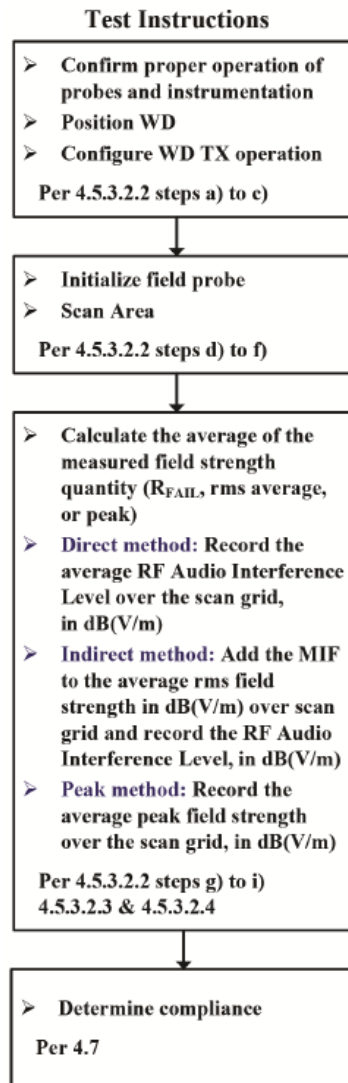 Test Instructions
➢ Confirm proper operation of
probes and instrumentation
➢ Position WD
➢ Configure WD TX operation
Per 4.5.3.2.2 steps a) to c)
➢ Initialize field probe
➢ Scan Area
Per 4.5.3.2.2 steps d) to f)
➢ Calculate the average of the
measured field strength
quantity (RFAIL, rms average,
or peak)
➢ Direct method: Record the
average RF Audio Interference
Level over the scan grid,
in dB(V/m)
➢ Indirect method: Add the MIF
to the average rms field
strength in dB(V/m) over scan
grid and record the RF Audio
Interference Level, in dB(V/m)
➢ Peak method: Record the
average peak field strength
over the scan grid, in dB(V/m)
Per 4.5.3.2.2 steps g) to i)
4.5.3.2.3 & 4.5.3.2.4
➢ Determine compliance
Per 4.7